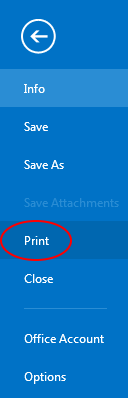 Info
Save
Save As
Save Attachments
Print
Close
Office Account
Options